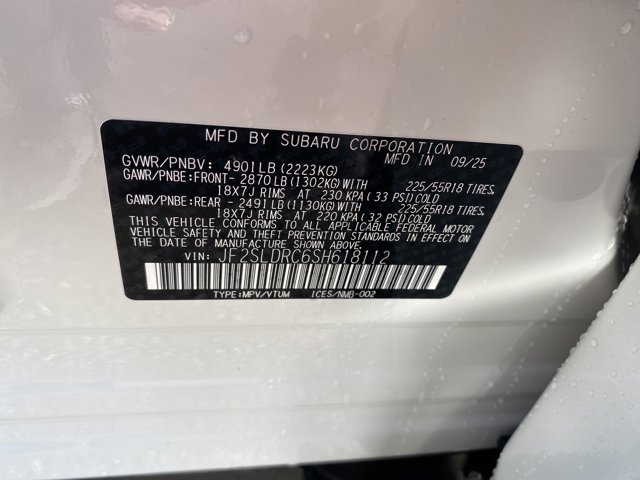 MFD BY SUBARU CORPORATION
GVWR/PNBV: 4901LB (2223KG) MFD IN 09/25
GAWR/PNBE:FRONT- 2870LB (1302KG)WITH 225/55R18 TIRES,
18X7J RIMS AT 230 KPA (33 PSI)COLD
GAWR/PNBE:REAR - 2491LB (1130KG)WITH 225/55R18 TIRES,
18X7J RIMS AT 220 KPA (32 PSI)COLD
THIS VEHICLE CONFORMS TO ALL APPLICABLE FEDERAL MOTOR
VEHICLE SAFETY AND THEFT PREVENTION STANDARDS IN EFFECT
ON THE DATE OF MANUFACTURE SHOWN ABOVE.
VIN: JF2SLDRC6SH618112
TYPE:MPV/VTUM ICES/NMB-002